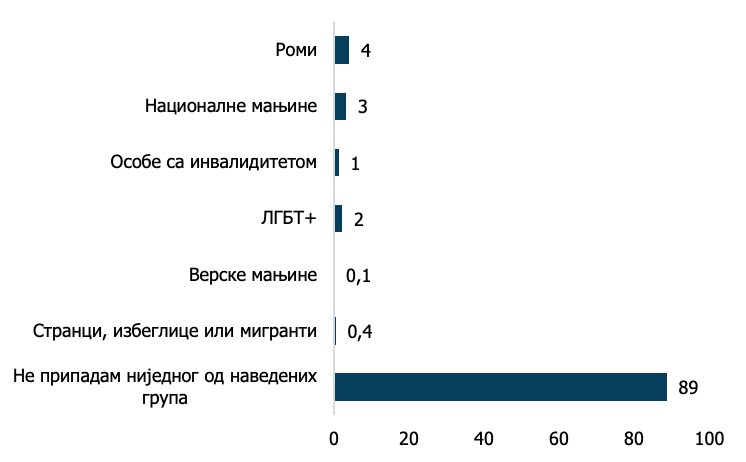 Роми 4
Националне мањине 3
Особе са инвалидитетом 1
ЛГБТ+ 2
Верске мањине 0,1
Странци, избеглице или мигранти 0,4
Не припадам ниједног од наведених
група 89
0 20 40 60 80 100